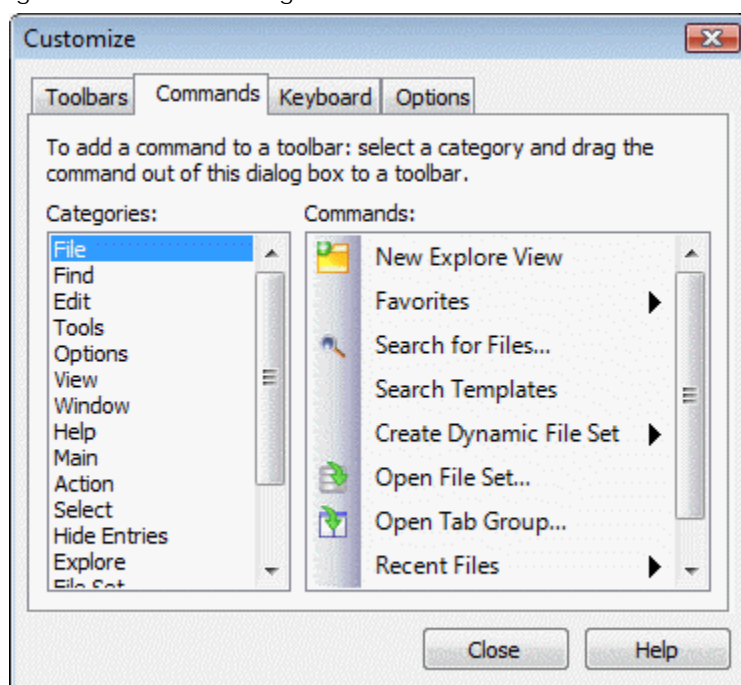 Customize
Toolbars Commands Keyboard Options
To add a command to a toolbar: select a category and drag the
command out of this dialog box to a toolbar.
Categories:
Commands:
File
Find
Edit
Tools
Options
View
Window
Help
Main
Action
Select
Hide Entries
Explore
File Set
New Explore View
Favorites
Search for Files...
Search Templates
Create Dynamic File Set
Open File Set...
Open Tab Group...
Recent Files
Close Help